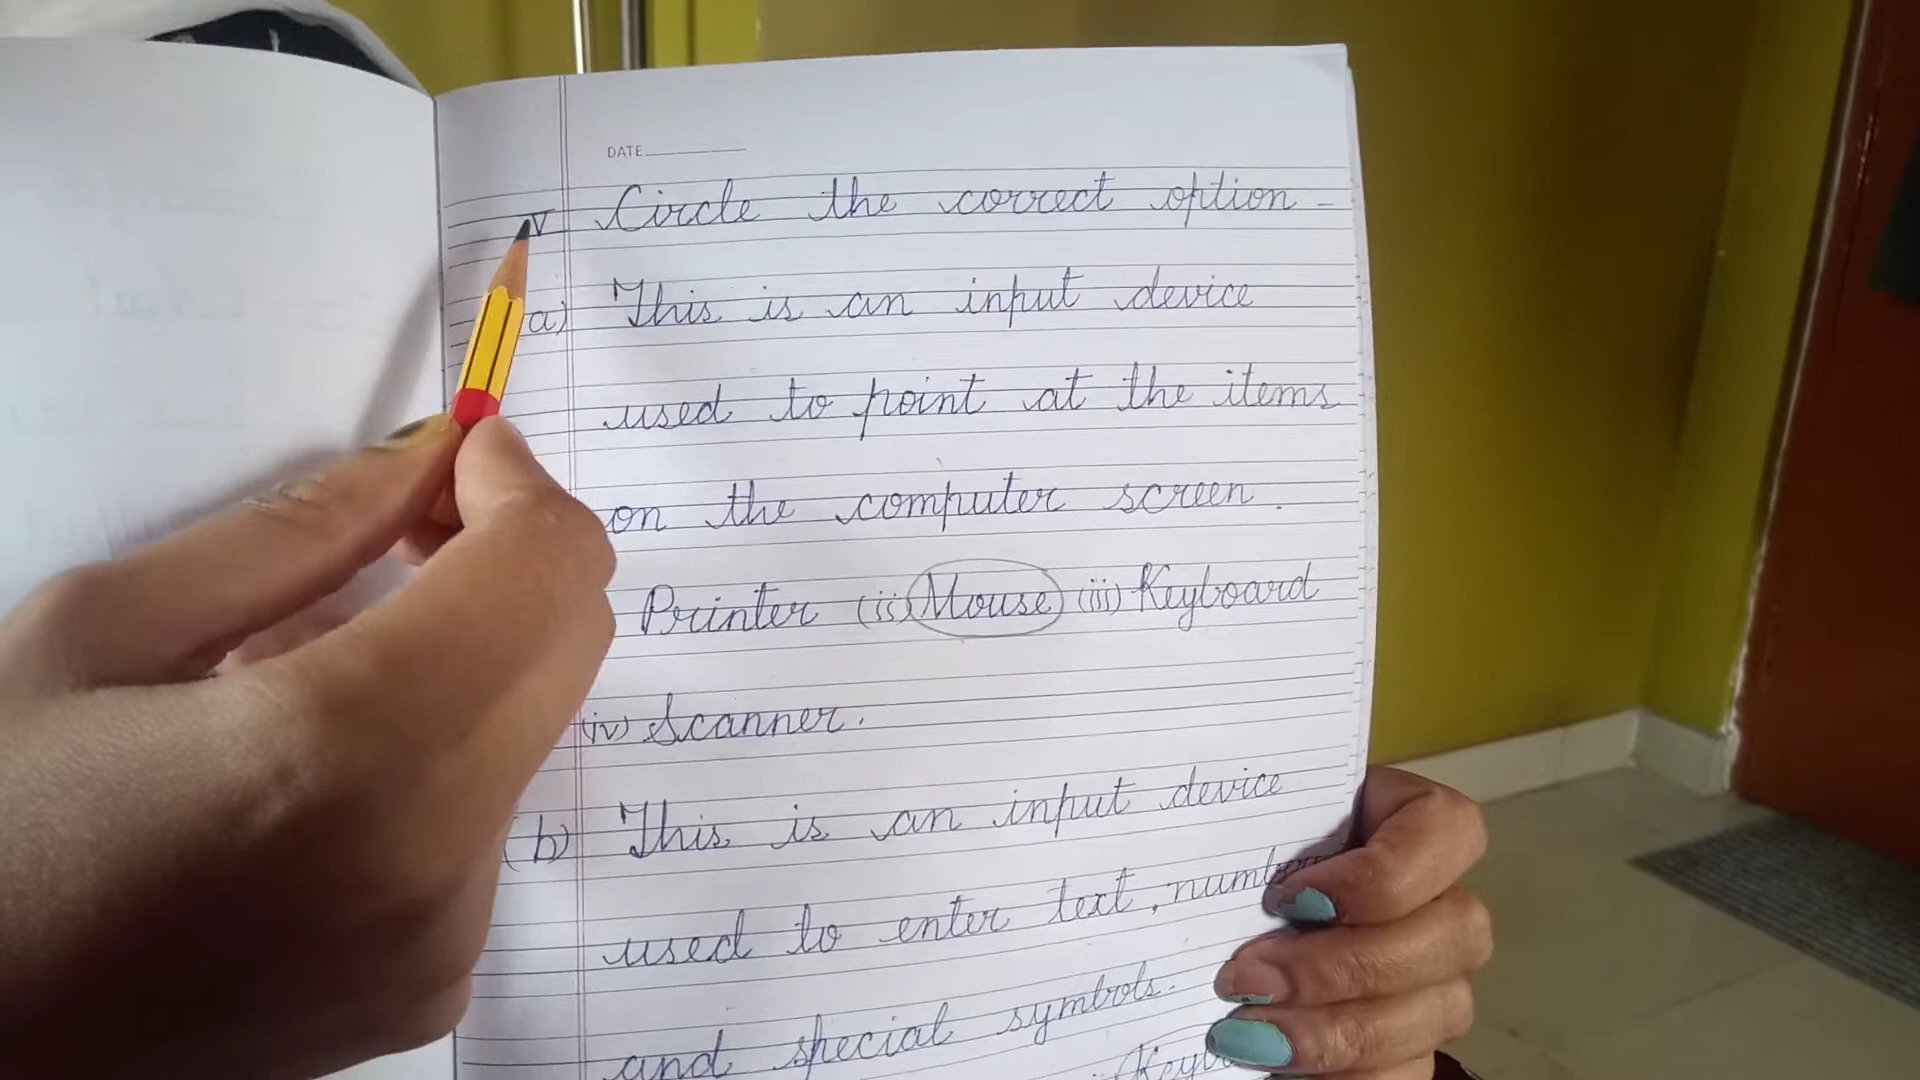 DATE
V Circle the correct option -
(a) This is an input device
used to point at the items
on the computer screen.
Printer (ii) Mouse (iii) Keyboard
(iv) Scanner.
(b) This is an input device
used to enter text, number
and special symbols.